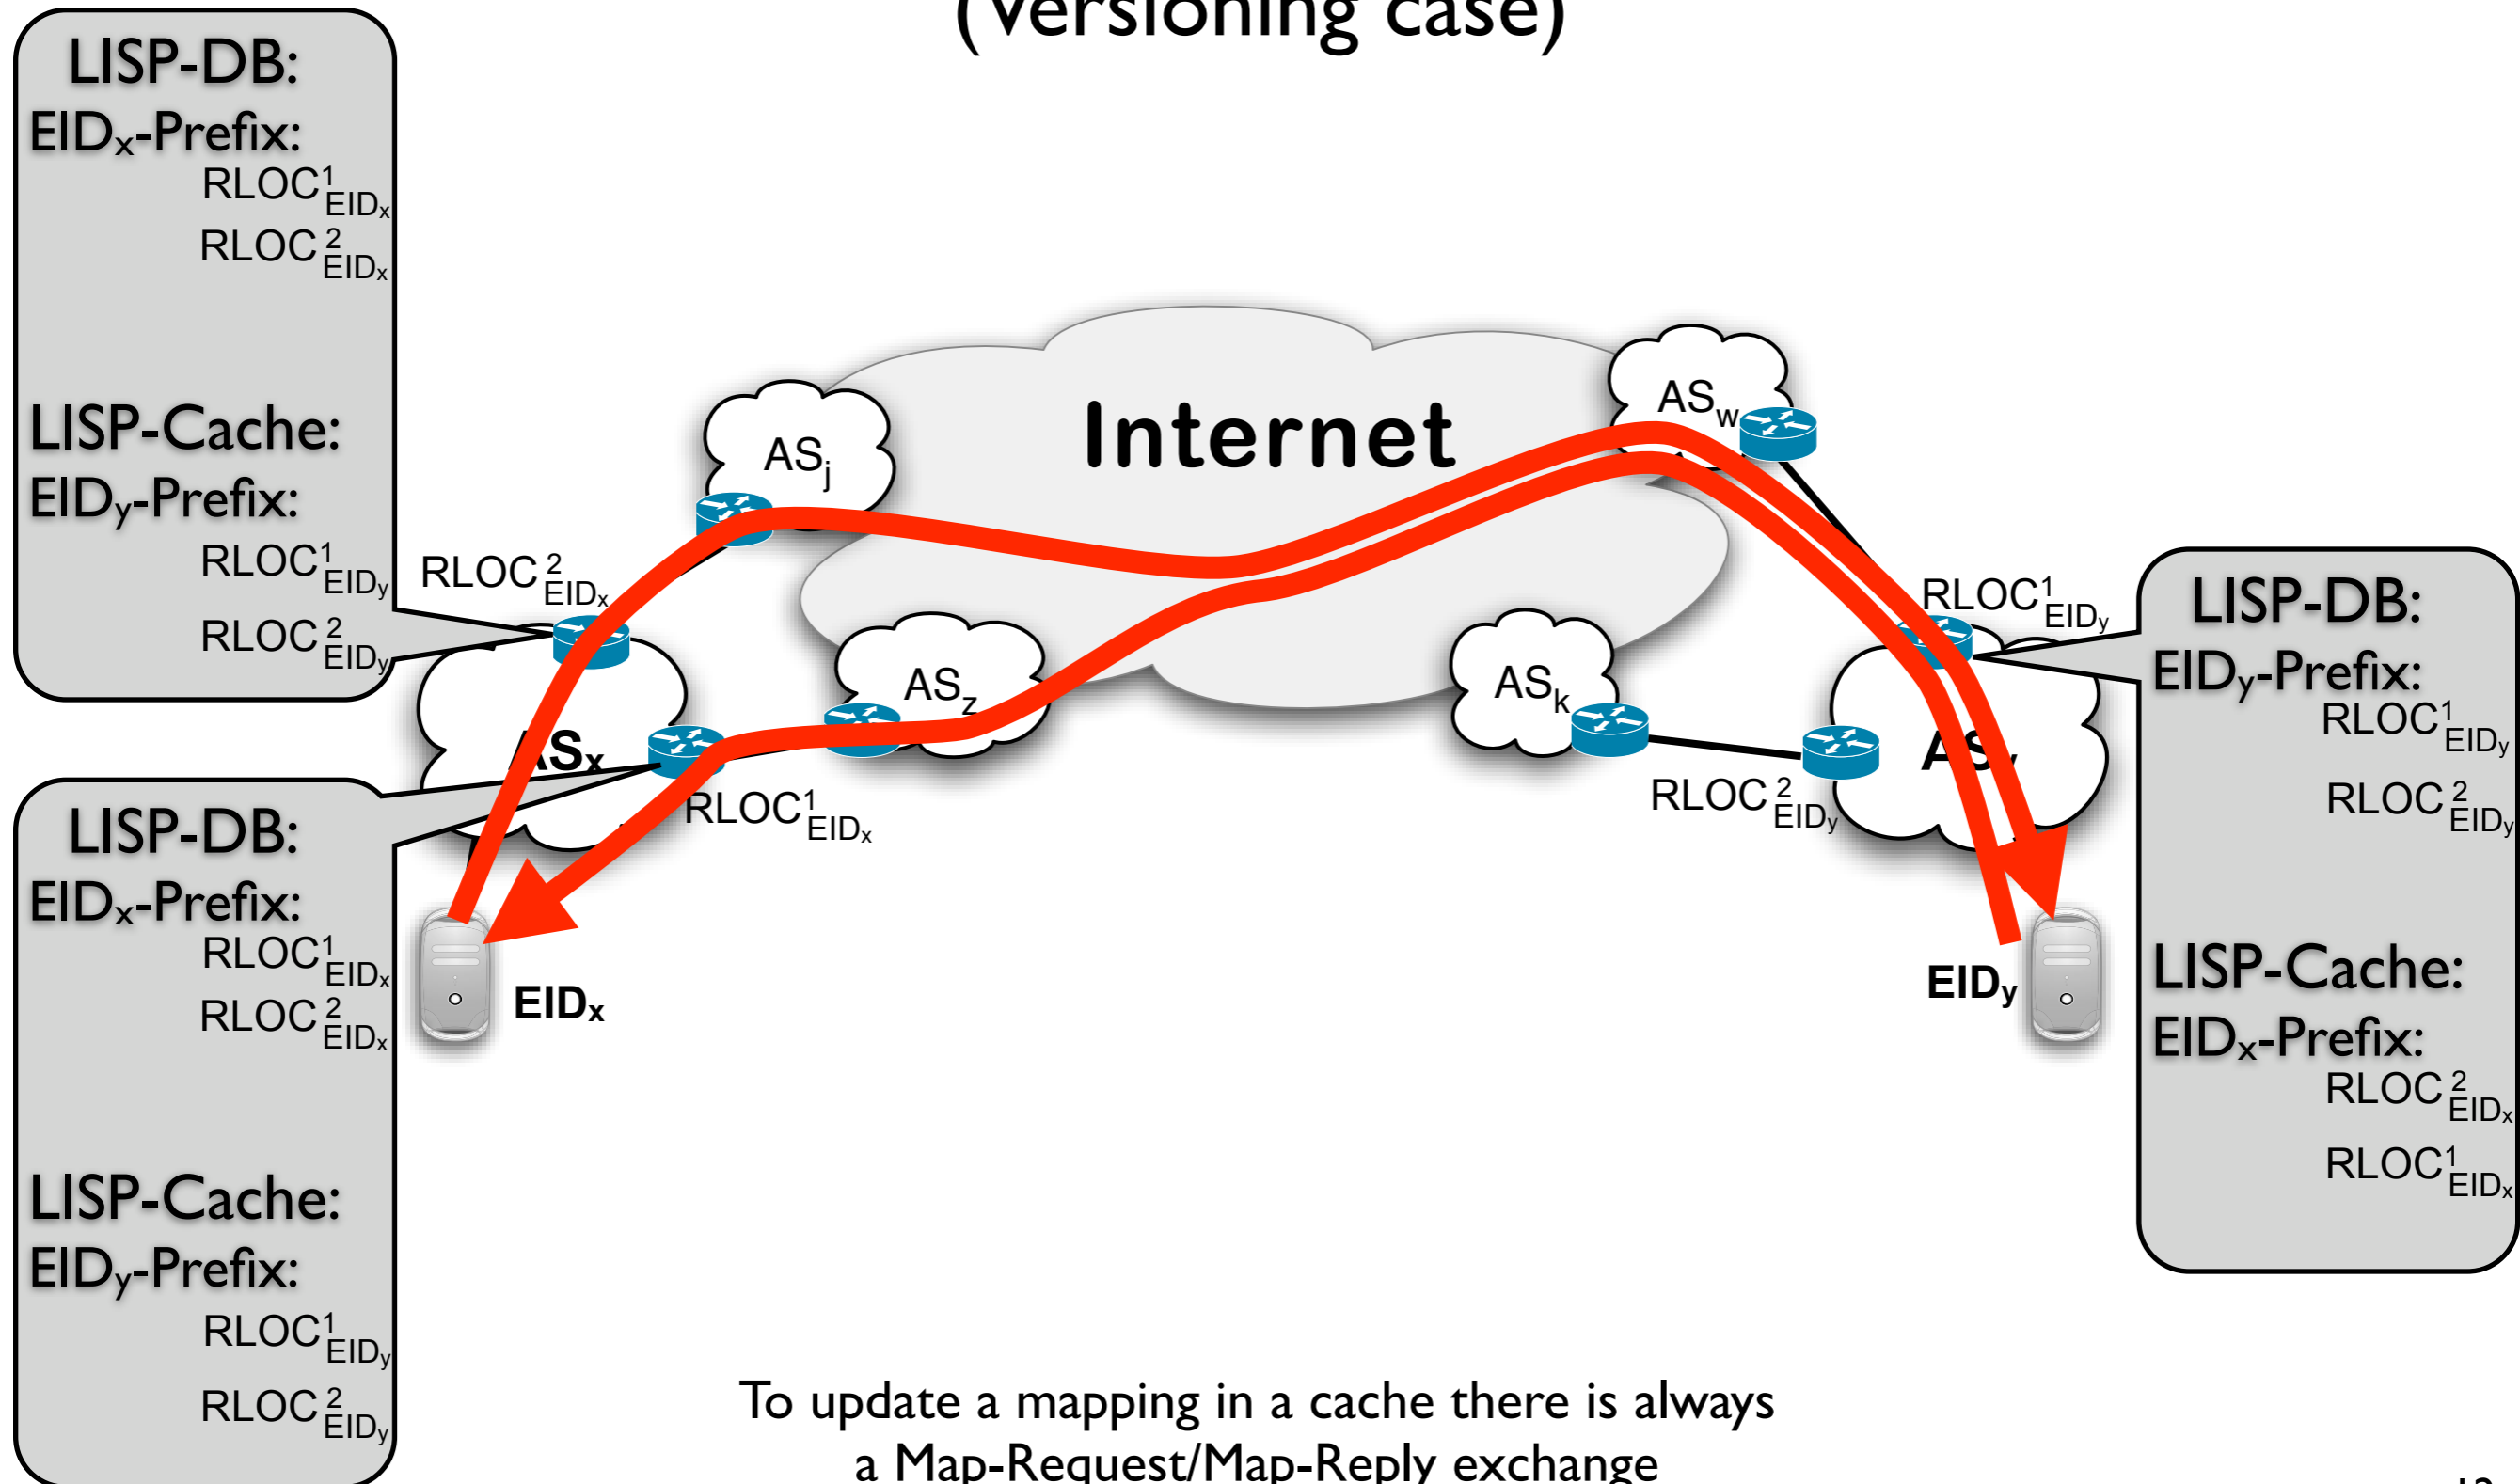 (Versioning case)
LISP-DB:
EIDx-Prefix:
RLOC¹EIDx
RLOC²EIDx
LISP-Cache:
EIDy-Prefix:
RLOC¹EIDy
RLOC²EIDy
LISP-DB:
EIDx-Prefix:
RLOC¹EIDx
RLOC²EIDx
LISP-Cache:
EIDy-Prefix:
RLOC¹EIDy
RLOC²EIDy
Internet
ASj
ASw
ASz
ASk
RLOC²EIDx
ASx
RLOC¹EIDx
EIDx
RLOC¹EIDy
RLOC²EIDy
EIDy
LISP-DB:
EIDy-Prefix:
RLOC¹EIDy
RLOC²EIDy
LISP-Cache:
EIDx-Prefix:
RLOC²EIDx
RLOC¹EIDx
To update a mapping in a cache there is always
a Map-Request/Map-Reply exchange